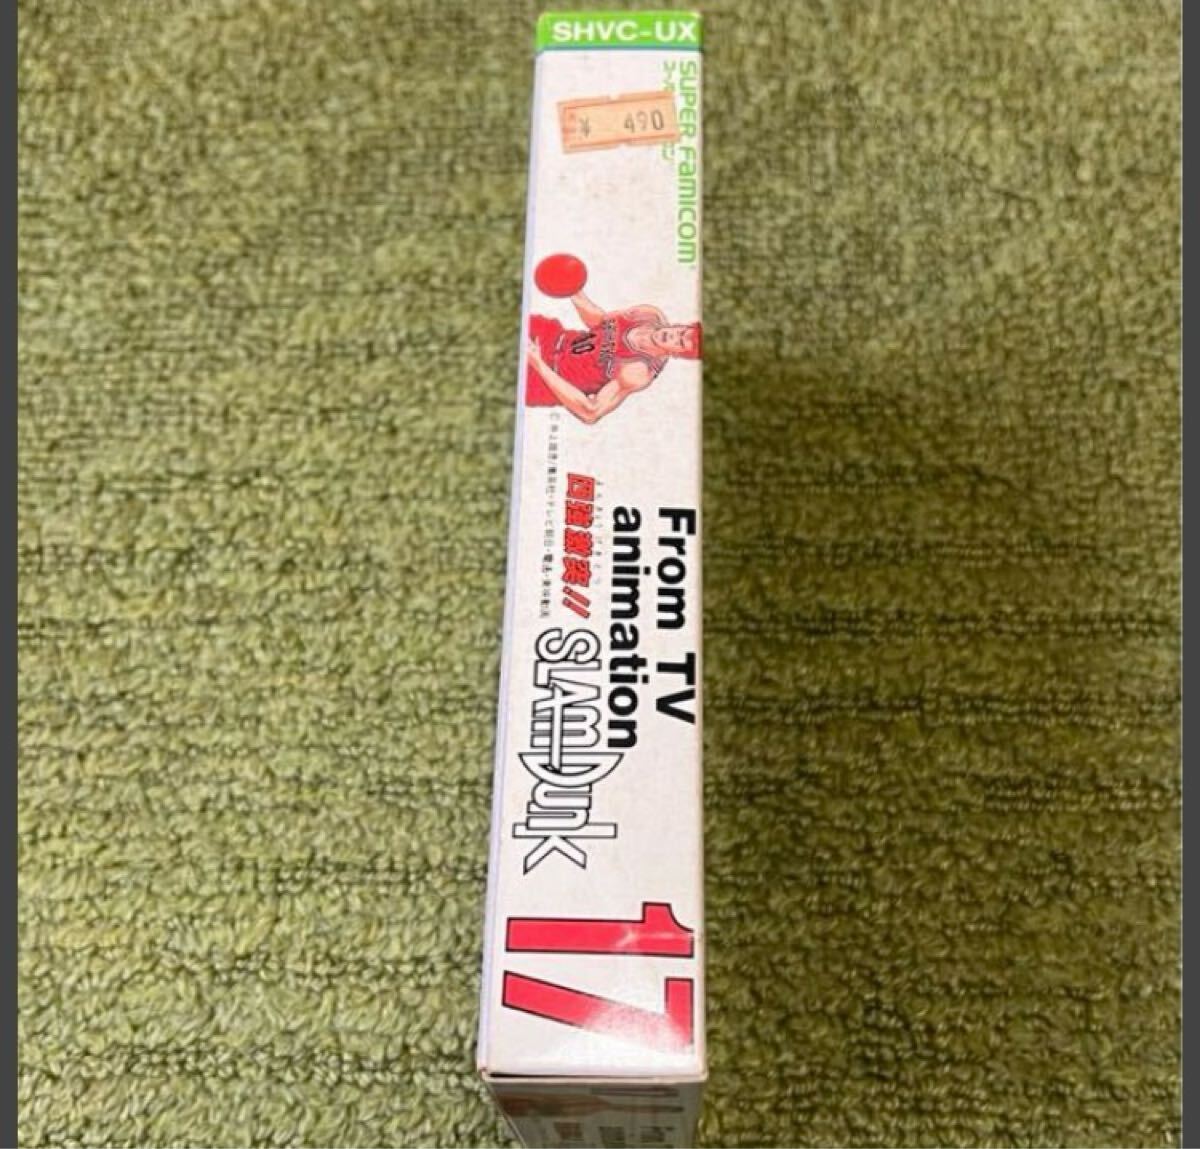 SHVC-UX
SUPER Famicom
¥ 490
10
From TV
animation
四強激突!!
SLAM Dunk
17